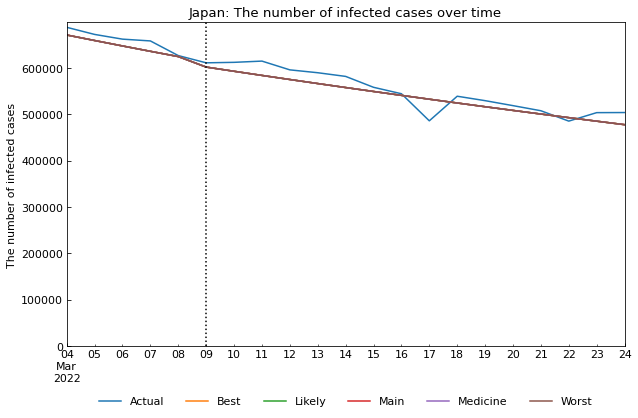 Japan: The number of infected cases over time
The number of infected cases
600000
500000
400000
300000
200000
100000
0
04 05 06 07 08 09 10 11 12 13 14 15 16 17 18 19 20 21 22 23 24
Mar
2022
Actual Best Likely Main Medicine Worst